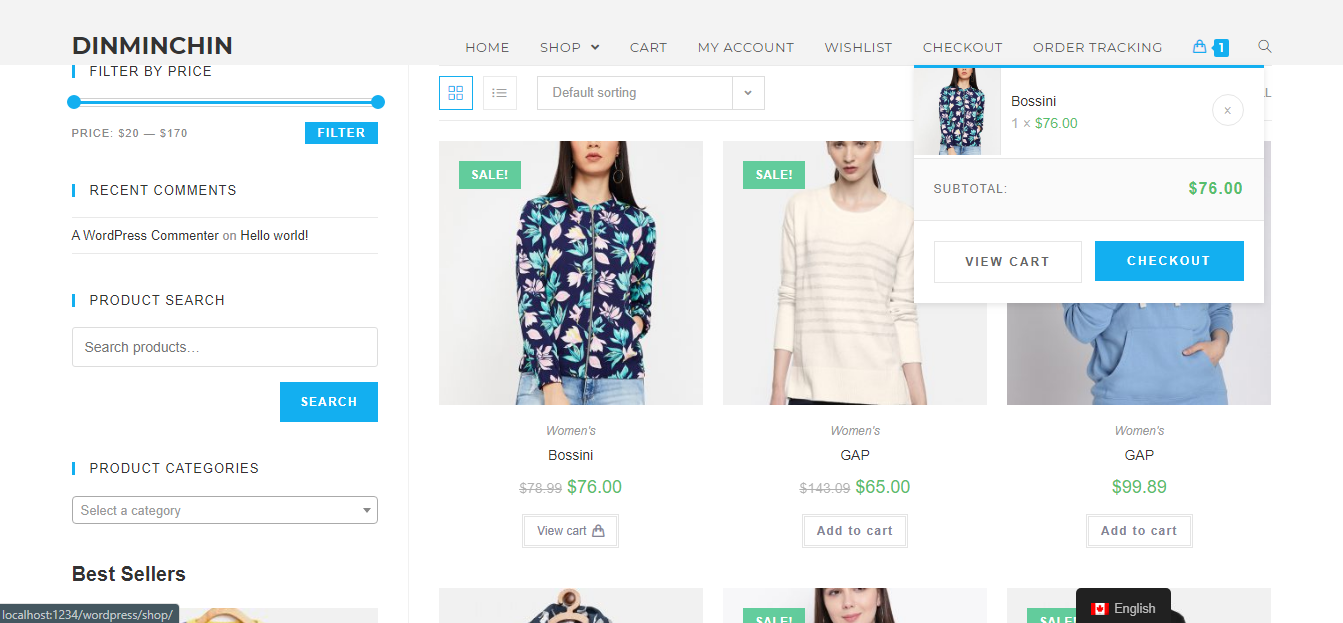 DINMINCHIN
HOME SHOP CART MY ACCOUNT WISHLIST CHECKOUT ORDER TRACKING 1
FILTER BY PRICE
PRICE: $20 — $170
FILTER
RECENT COMMENTS
A WordPress Commenter on Hello world!
PRODUCT SEARCH
Search products…
SEARCH
PRODUCT CATEGORIES
Select a category
Best Sellers
Default sorting
Bossini
1 × $76.00
×
SUBTOTAL: $76.00
VIEW CART CHECKOUT
SALE!
SALE!
Women's
Bossini
$78.99 $76.00
View cart
Women's
GAP
$143.09 $65.00
Add to cart
Women's
GAP
$99.89
Add to cart
SALE!
SALE!
English
localhost:1234/wordpress/shop/